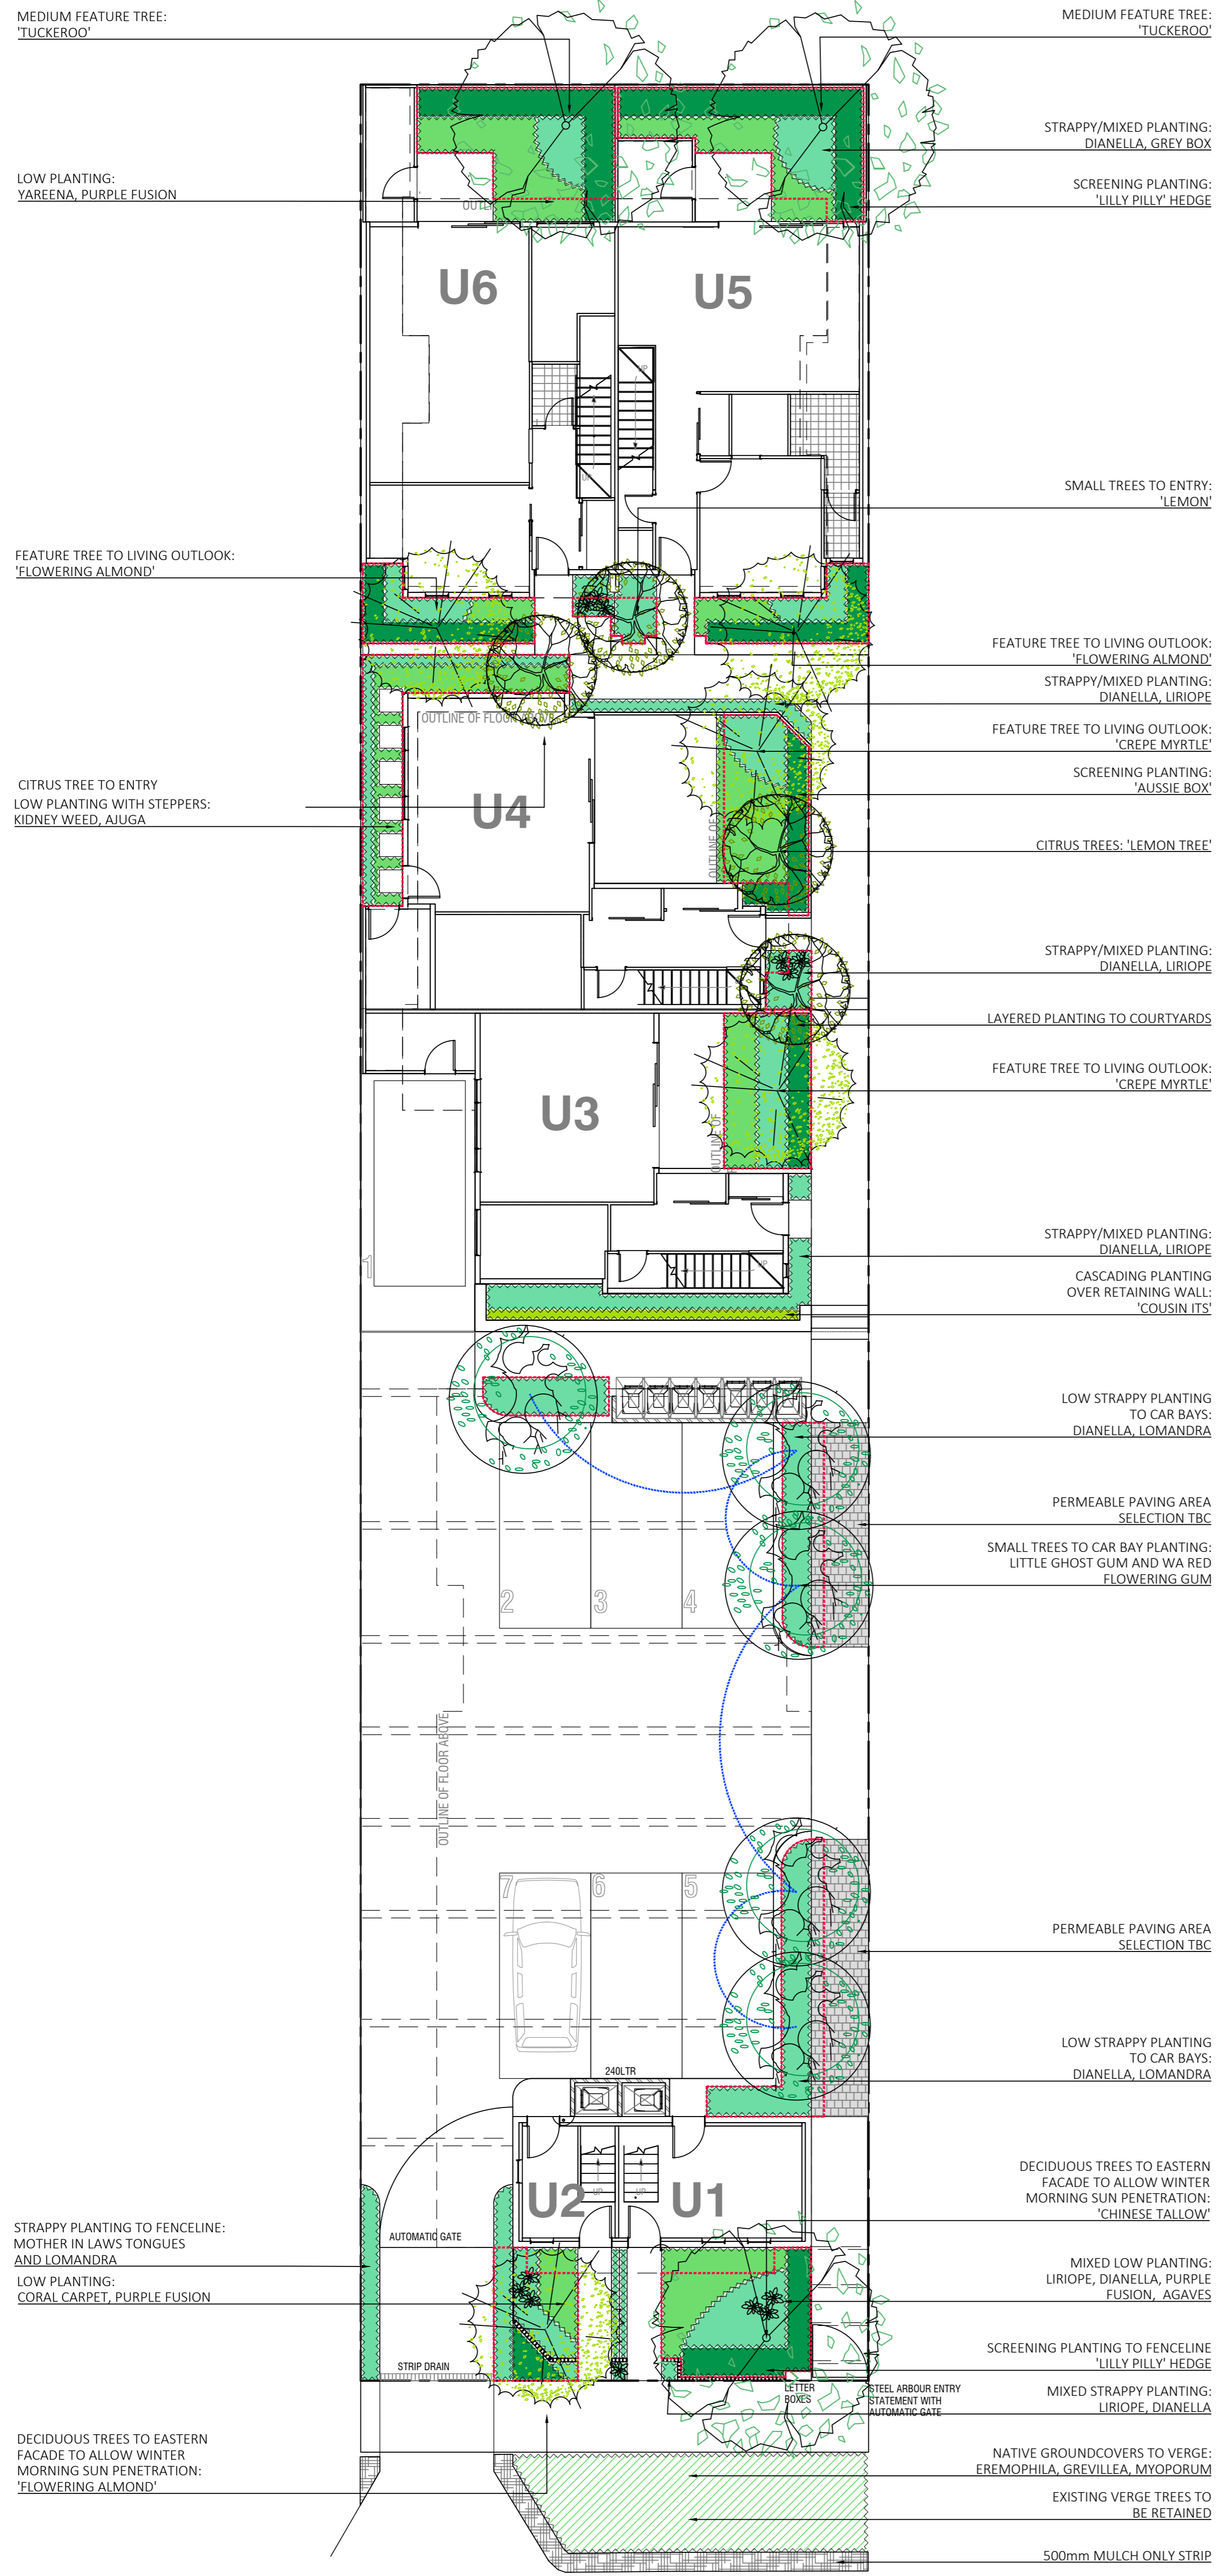 MEDIUM FEATURE TREE:
'TUCKEROO'
MEDIUM FEATURE TREE:
'TUCKEROO'
STRAPPY/MIXED PLANTING:
DIANELLA, GREY BOX
LOW PLANTING:
YAREENA, PURPLE FUSION
SCREENING PLANTING:
'LILLY PILLY' HEDGE
U6
U5
UP
UP
SMALL TREES TO ENTRY:
'LEMON'
FEATURE TREE TO LIVING OUTLOOK:
'FLOWERING ALMOND'
FEATURE TREE TO LIVING OUTLOOK:
'FLOWERING ALMOND'
STRAPPY/MIXED PLANTING:
DIANELLA, LIRIOPE
OUTLINE OF FLOOR
FEATURE TREE TO LIVING OUTLOOK:
'CREPE MYRTLE'
SCREENING PLANTING:
'AUSSIE BOX'
CITRUS TREE TO ENTRY
LOW PLANTING WITH STEPPERS:
KIDNEY WEED, AJUGA
U4
OUTLINE OF
CITRUS TREES: 'LEMON TREE'
STRAPPY/MIXED PLANTING:
DIANELLA, LIRIOPE
LAYERED PLANTING TO COURTYARDS
FEATURE TREE TO LIVING OUTLOOK:
'CREPE MYRTLE'
U3
OUTLINE OF
STRAPPY/MIXED PLANTING:
DIANELLA, LIRIOPE
1
UP
CASCADING PLANTING
OVER RETAINING WALL:
'COUSIN ITS'
LOW STRAPPY PLANTING
TO CAR BAYS:
DIANELLA, LOMANDRA
PERMEABLE PAVING AREA
SELECTION TBC
SMALL TREES TO CAR BAY PLANTING:
LITTLE GHOST GUM AND WA RED
FLOWERING GUM
2
3
4
OUTLINE OF FLOOR ABOVE
7
6
5
PERMEABLE PAVING AREA
SELECTION TBC
240LTR
LOW STRAPPY PLANTING
TO CAR BAYS:
DIANELLA, LOMANDRA
DECIDUOUS TREES TO EASTERN
FACADE TO ALLOW WINTER
MORNING SUN PENETRATION:
'CHINESE TALLOW'
U2
UP
UP
U1
STRAPPY PLANTING TO FENCELINE:
MOTHER IN LAWS TONGUES
AND LOMANDRA
AUTOMATIC GATE
LOW PLANTING:
CORAL CARPET, PURPLE FUSION
MIXED LOW PLANTING:
LIRIOPE, DIANELLA, PURPLE
FUSION, AGAVES
STRIP DRAIN
SCREENING PLANTING TO FENCELINE
'LILLY PILLY' HEDGE
LETTER
BOXES
STEEL ARBOUR ENTRY
STATEMENT WITH
AUTOMATIC GATE
MIXED STRAPPY PLANTING:
LIRIOPE, DIANELLA
DECIDUOUS TREES TO EASTERN
FACADE TO ALLOW WINTER
MORNING SUN PENETRATION:
'FLOWERING ALMOND'
NATIVE GROUNDCOVERS TO VERGE:
EREMOPHILA, GREVILLEA, MYOPORUM
EXISTING VERGE TREES TO
BE RETAINED
500mm MULCH ONLY STRIP